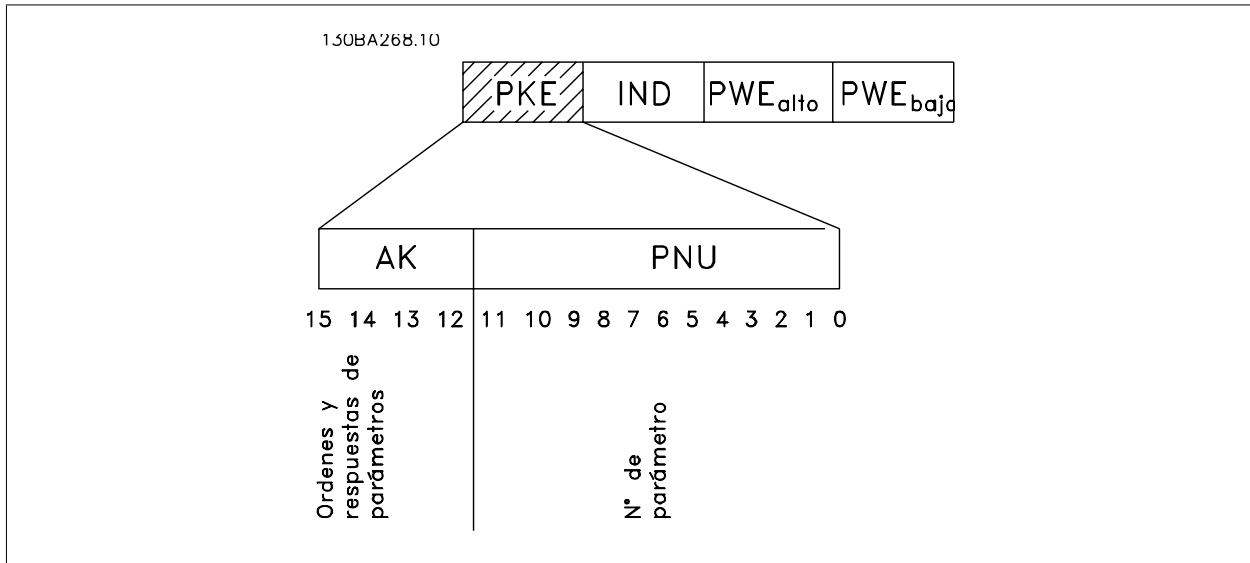 130BA268.10
PKE IND PWEalto PWEbajo
AK PNU
15 14 13 12 11 10 9 8 7 6 5 4 3 2 1 0
Ordenes y
respuestas de
parámetros
N° de
parámetro